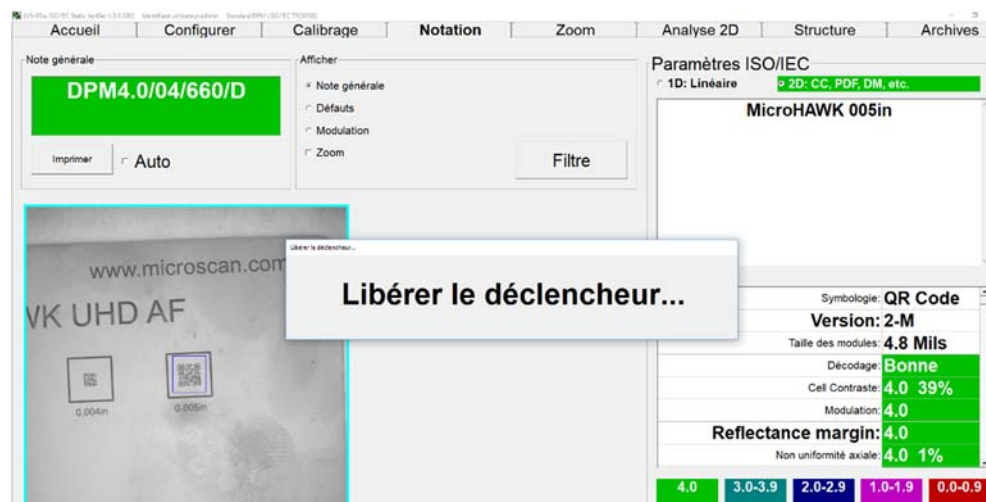 Accueil
Configurer
Calibrage
Notation
Zoom
Analyse 2D
Structure
Archives
Note générale
DPM4.0/04/660/D
Imprimer
Auto
Afficher
Note générale
Défauts
Modulation
Zoom
Filtre
Paramètres ISO/IEC
1D: Linéaire
2D: CC, PDF, DM, etc.
MicroHAWK 005in
www.microscan.com
WK UHD AF
0.004in
0.005in
Libérer le déclencheur...
Libérer le déclencheur...
Symbologie: QR Code
Version: 2-M
Taille des modules: 4.8 Mils
Décodage: Bonne
Cell Contraste: 4.0 39%
Modulation: 4.0
Reflectance margin: 4.0
Non uniformité axiale: 4.0 1%
4.0
3.0-3.9
2.0-2.9
1.0-1.9
0.0-0.9